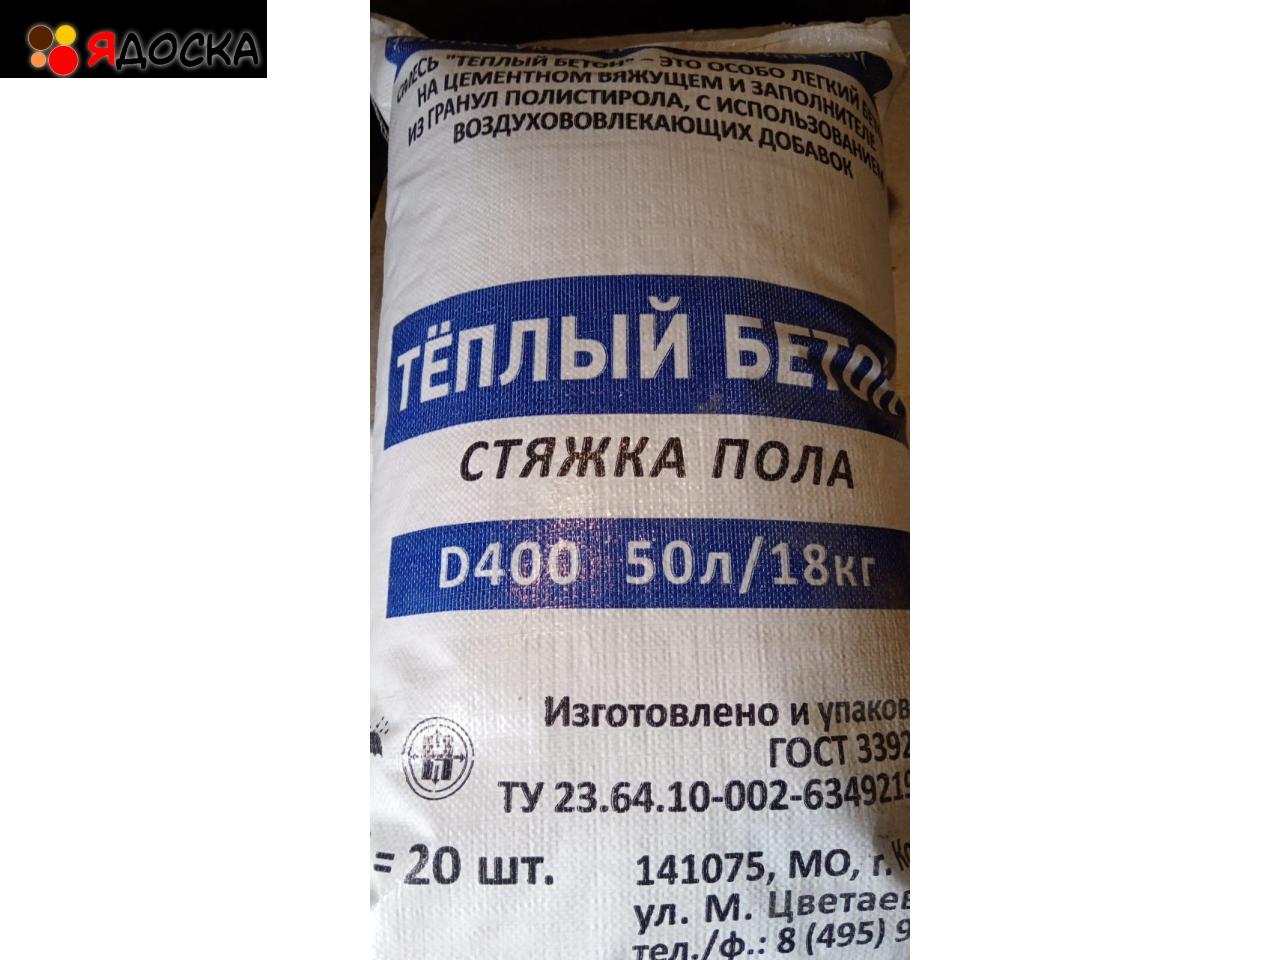 ЯДОСКА
СМЕСЬ "ТЕПЛЫЙ БЕТОН" - ЭТО ОСОБО ЛЕГКИЙ
НА ЦЕМЕНТНОМ ВЯЖУЩЕМ И ЗАПОЛНИТЕЛЕ
ИЗ ГРАНУЛ ПОЛИСТИРОЛА, С ИСПОЛЬЗОВАНИЕМ
ВОЗДУХОВОВЛЕКАЮЩИХ ДОБАВОК
ТЁПЛЫЙ БЕТОН
СТЯЖКА ПОЛА
D400 50л/18кг
Изготовлено и упаков
ГОСТ 3392
ТУ 23.64.10-002-6349219
= 20 шт.
141075, МО, г. Ко
ул. М. Цветаев
тел./ф.: 8 (495) 9